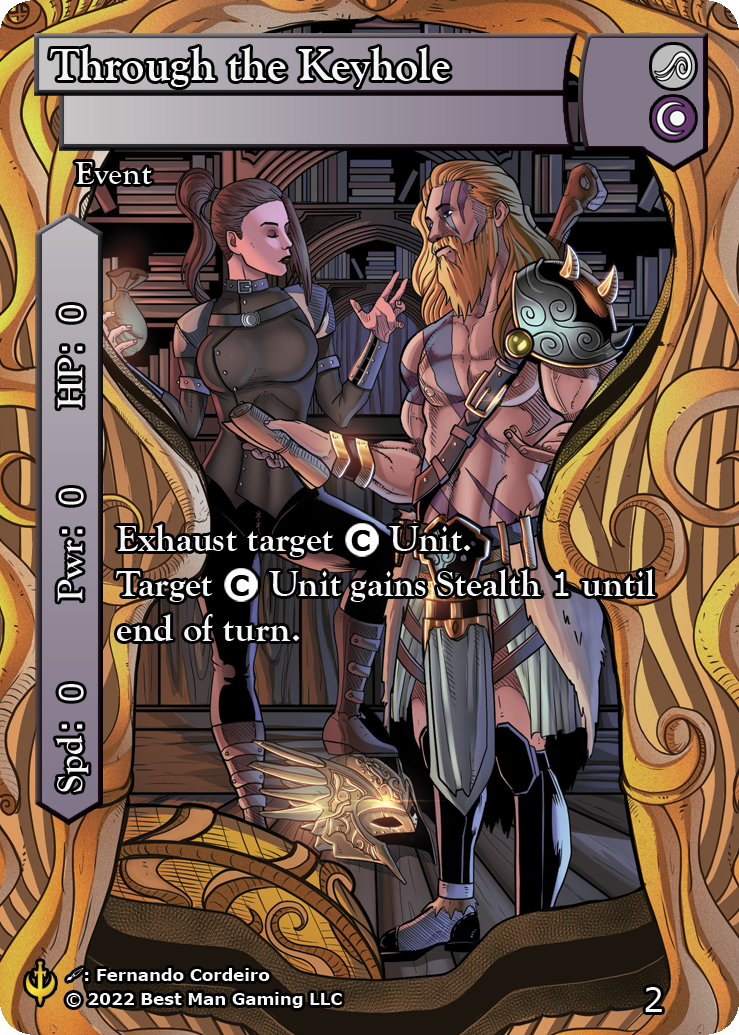 Through the Keyhole
Event
HP: 0
Pwr: 0
Spd: 0
Exhaust target C Unit.
Target C Unit gains Stealth 1 until
end of turn.
: Fernando Cordeiro
© 2022 Best Man Gaming LLC
2